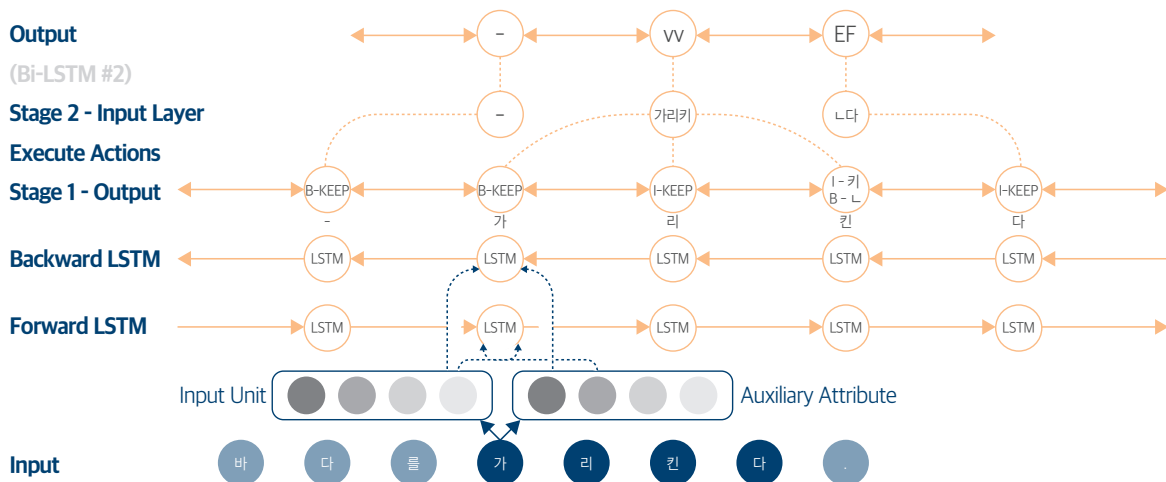 Output - VV EF
(Bi-LSTM #2)
Stage 2 - Input Layer - 가리키 ㄴ다
Execute Actions
Stage 1 - Output B-KEEP B-KEEP I-KEEP I - 키 B - ㄴ I-KEEP
- 가 리 킨 다
Backward LSTM LSTM LSTM LSTM LSTM LSTM
Forward LSTM LSTM LSTM LSTM LSTM LSTM
Input Unit Auxiliary Attribute
Input 바 다 를 가 리 킨 다 .